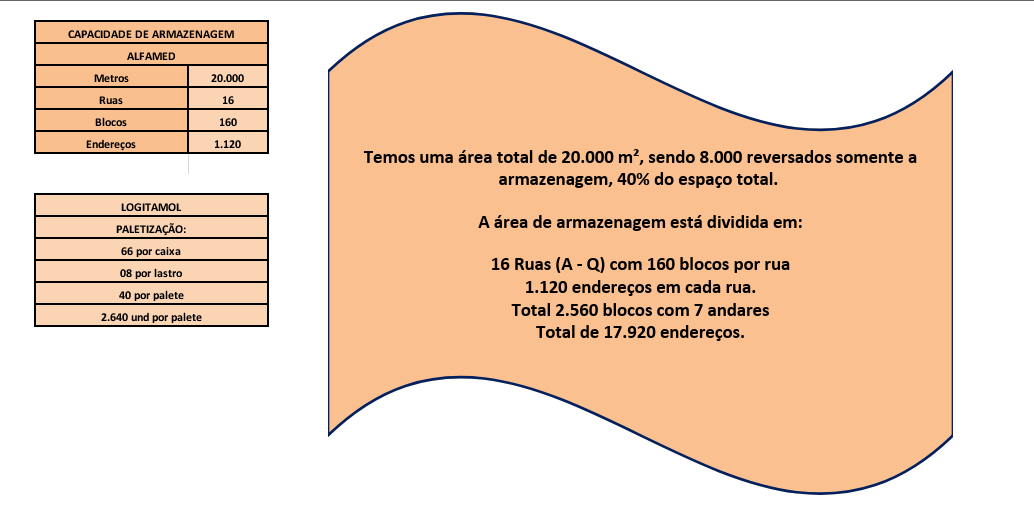 CAPACIDADE DE ARMAZENAGEM
ALFAMED
Metros 20.000
Ruas 16
Blocos 160
Endereços 1.120
LOGITAMOL
PALETIZAÇÃO:
66 por caixa
08 por lastro
40 por palete
2.640 und por palete
Temos uma área total de 20.000 m², sendo 8.000 reversados somente a
armazenagem, 40% do espaço total.
A área de armazenagem está dividida em:
16 Ruas (A - Q) com 160 blocos por rua
1.120 endereços em cada rua.
Total 2.560 blocos com 7 andares
Total de 17.920 endereços.